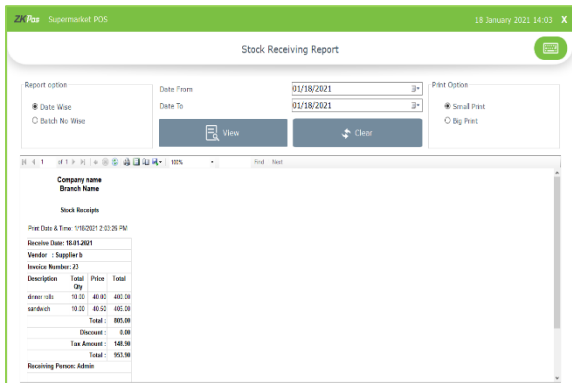 ZKPos Supermarket POS 18 January 2021 14:03 X
Stock Receiving Report
Report option
Date Wise
Batch No Wise
Date From 01/18/2021
Date To 01/18/2021
View
Clear
Print Option
Small Print
Big Print
1 of 1 100% Find Next
Company name
Branch Name
Stock Receipts
Print Date & Time: 1/18/2021 2:03:26 PM
Receive Date: 18-01-2021
Vendor : Supplier b
Invoice Number: 23
Description Total Qty Price Total
dinner rolls 10.00 40.00 400.00
sandwich 10.00 40.50 405.00
Total : 805.00
Discount : 0.00
Tax Amount : 148.90
Total : 953.90
Receiving Person: Admin